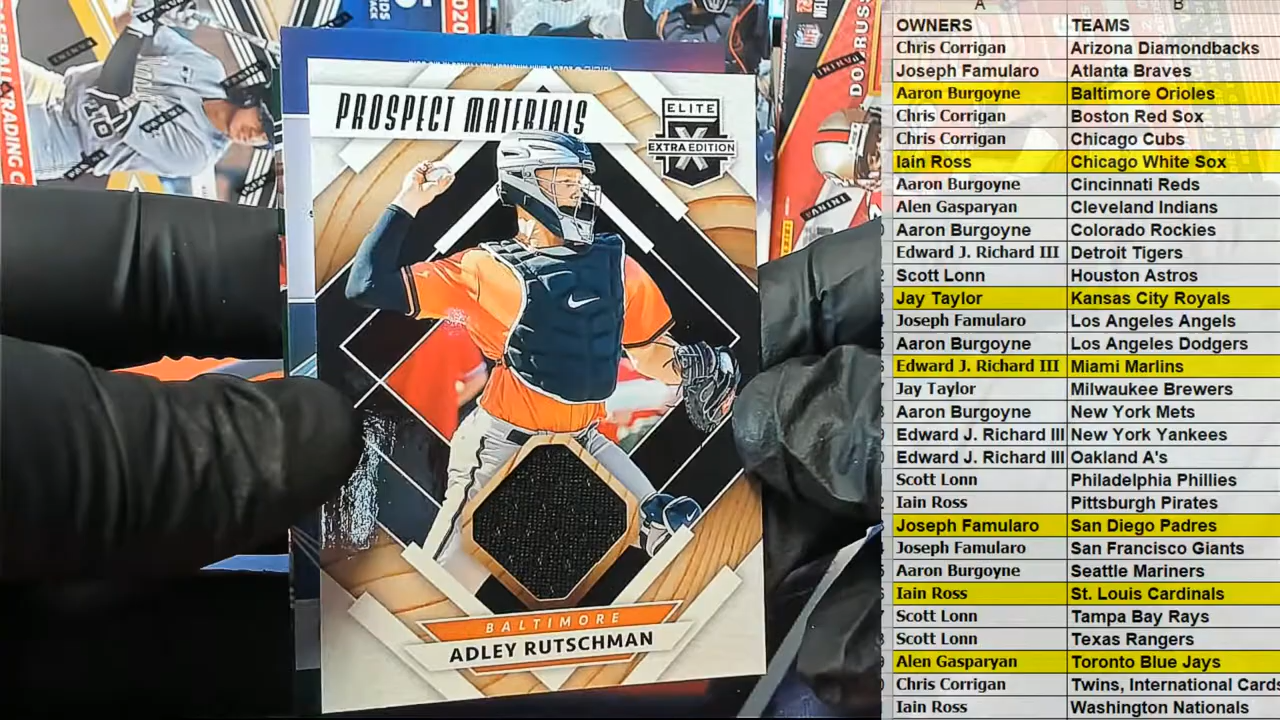 PROSPECT MATERIALS
ELITE
X
EXTRA EDITION
BALTIMORE
ADLEY RUTSCHMAN
BASEBALL TRADING C
PANINI
DONRUSS
A B
OWNERS TEAMS
Chris Corrigan Arizona Diamondbacks
Joseph Famularo Atlanta Braves
Aaron Burgoyne Baltimore Orioles
Chris Corrigan Boston Red Sox
Chris Corrigan Chicago Cubs
Iain Ross Chicago White Sox
Aaron Burgoyne Cincinnati Reds
Alen Gasparyan Cleveland Indians
Aaron Burgoyne Colorado Rockies
Edward J. Richard III Detroit Tigers
Scott Lonn Houston Astros
Jay Taylor Kansas City Royals
Joseph Famularo Los Angeles Angels
Aaron Burgoyne Los Angeles Dodgers
Edward J. Richard III Miami Marlins
Jay Taylor Milwaukee Brewers
Aaron Burgoyne New York Mets
Edward J. Richard III New York Yankees
Edward J. Richard III Oakland A's
Scott Lonn Philadelphia Phillies
Iain Ross Pittsburgh Pirates
Joseph Famularo San Diego Padres
Joseph Famularo San Francisco Giants
Aaron Burgoyne Seattle Mariners
Iain Ross St. Louis Cardinals
Scott Lonn Tampa Bay Rays
Scott Lonn Texas Rangers
Alen Gasparyan Toronto Blue Jays
Chris Corrigan Twins, International Cards
Iain Ross Washington Nationals